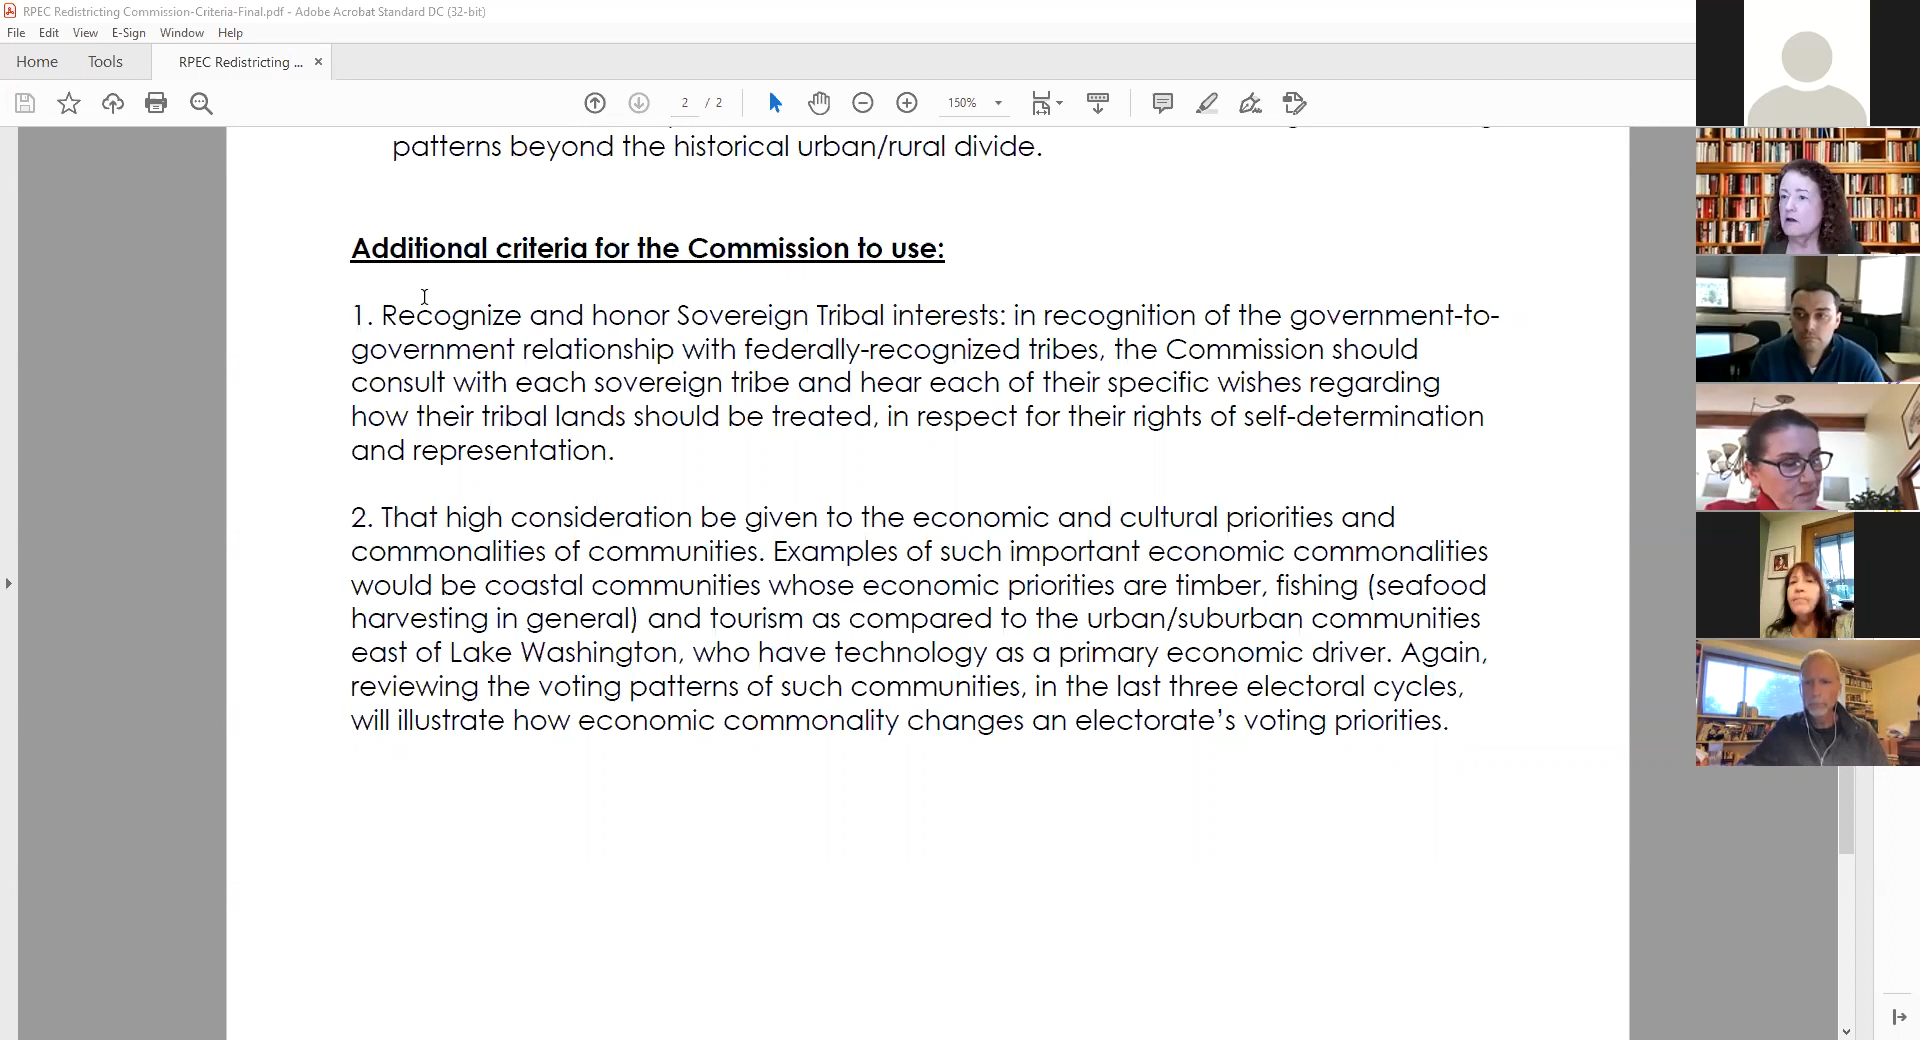 RPEC Redistricting Commission-Criteria-Final.pdf - Adobe Acrobat Standard DC (32-bit)
File Edit View E-Sign Window Help
Home Tools RPEC Redistricting ... ×
2 / 2 150%
patterns beyond the historical urban/rural divide.
Additional criteria for the Commission to use:
1. Recognize and honor Sovereign Tribal interests: in recognition of the government-to-
government relationship with federally-recognized tribes, the Commission should
consult with each sovereign tribe and hear each of their specific wishes regarding
how their tribal lands should be treated, in respect for their rights of self-determination
and representation.
2. That high consideration be given to the economic and cultural priorities and
commonalities of communities. Examples of such important economic commonalities
would be coastal communities whose economic priorities are timber, fishing (seafood
harvesting in general) and tourism as compared to the urban/suburban communities
east of Lake Washington, who have technology as a primary economic driver. Again,
reviewing the voting patterns of such communities, in the last three electoral cycles,
will illustrate how economic commonality changes an electorate’s voting priorities.